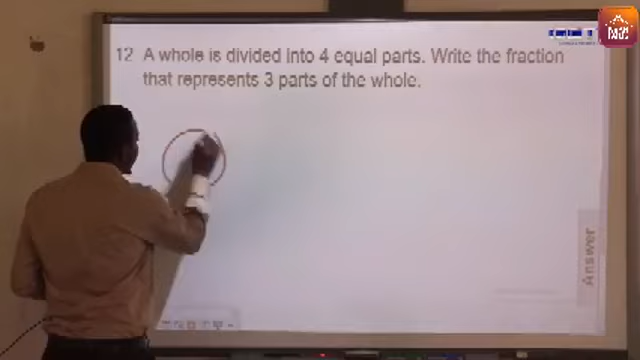 12 A whole is divided into 4 equal parts. Write the fraction
that represents 3 parts of the whole.
Answer